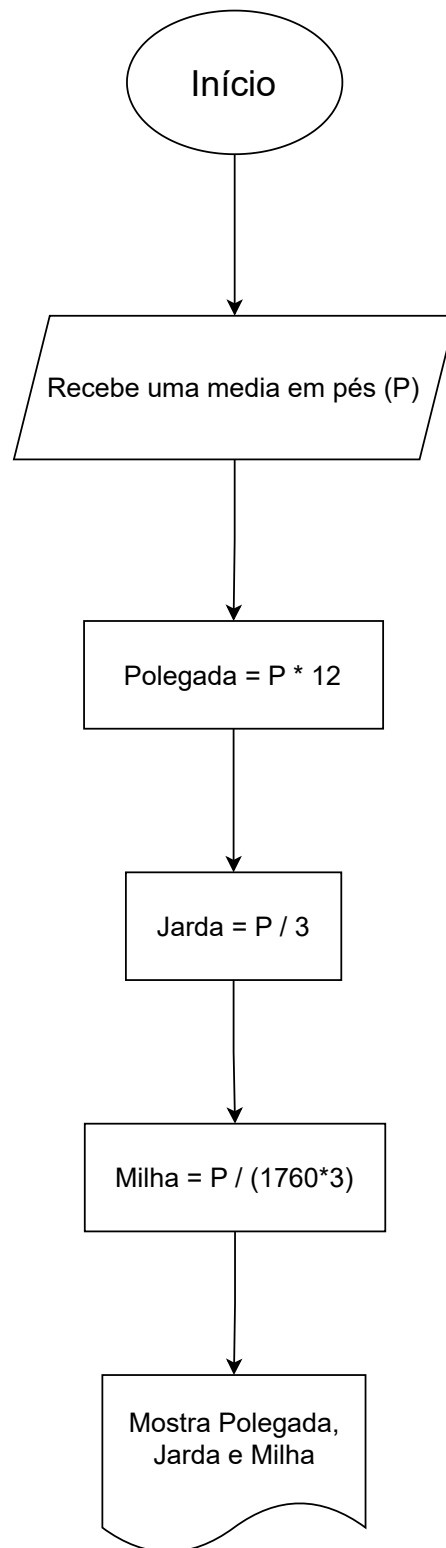 Início
Recebe uma media em pés (P)
Polegada = P * 12
Jarda = P / 3
Milha = P / (1760*3)
Mostra Polegada,
Jarda e Milha